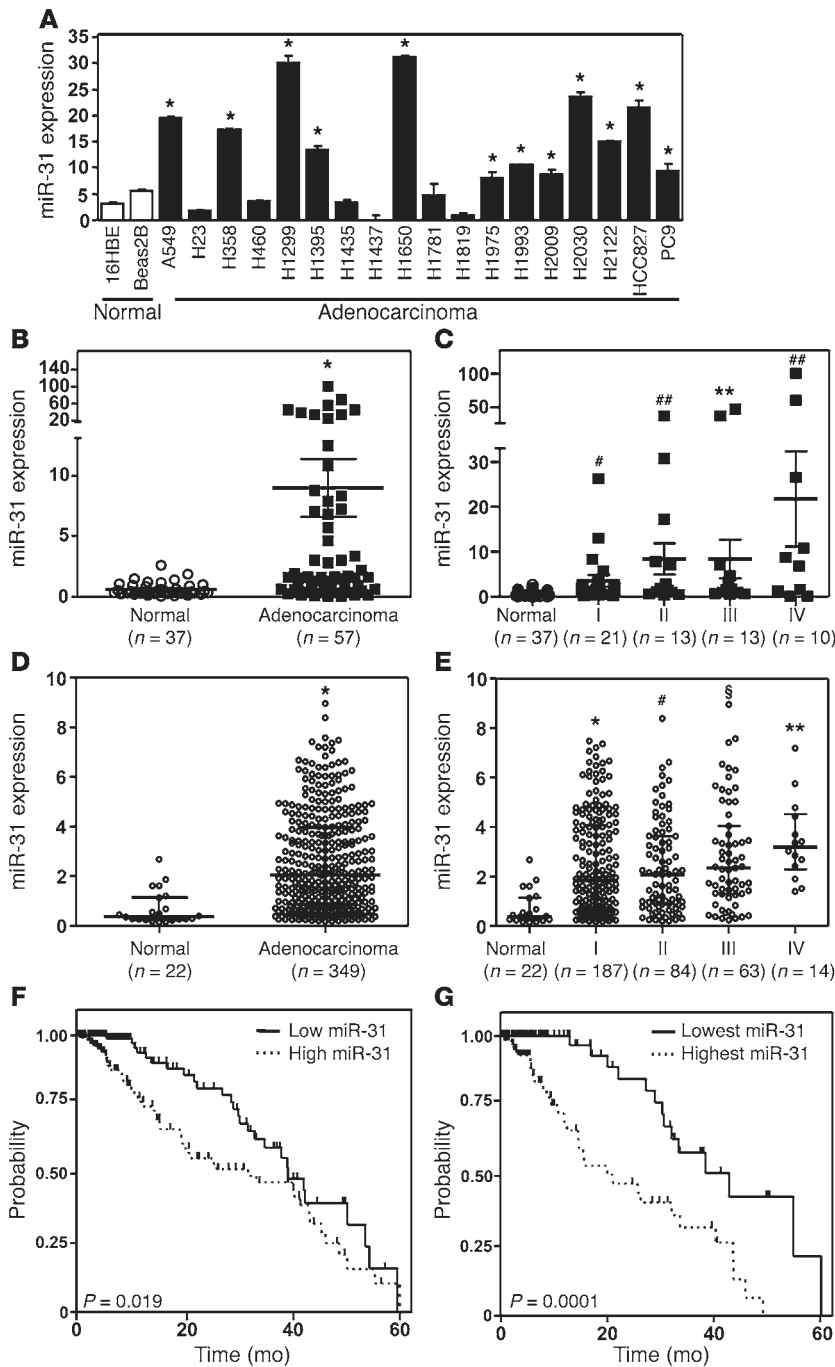 A
miR-31 expression
35
30
25
20
15
10
5
0
* * * * * * * * * * *
16HBE Beas2B A549 H23 H358 H460 H1299 H1395 H1435 H1437 H1650 H1781 H1819 H1975 H1993 H2009 H2030 H2122 HCC827 PC9
Normal Adenocarcinoma
B
miR-31 expression
140
100
60
20
10
5
0
*
Normal Adenocarcinoma
(n = 37) (n = 57)
C
miR-31 expression
100
50
30
20
10
0
# ## ** ##
Normal I II III IV
(n = 37) (n = 21) (n = 13) (n = 13) (n = 10)
D
miR-31 expression
10
8
6
4
2
0
*
Normal Adenocarcinoma
(n = 22) (n = 349)
E
miR-31 expression
10
8
6
4
2
0
* # § **
Normal I II III IV
(n = 22) (n = 187) (n = 84) (n = 63) (n = 14)
F
Probability
1.00
0.75
0.50
0.25
0
Low miR-31
High miR-31
P = 0.019
0 20 40 60
Time (mo)
G
Probability
1.00
0.75
0.50
0.25
0
Lowest miR-31
Highest miR-31
P = 0.0001
0 20 40 60
Time (mo)